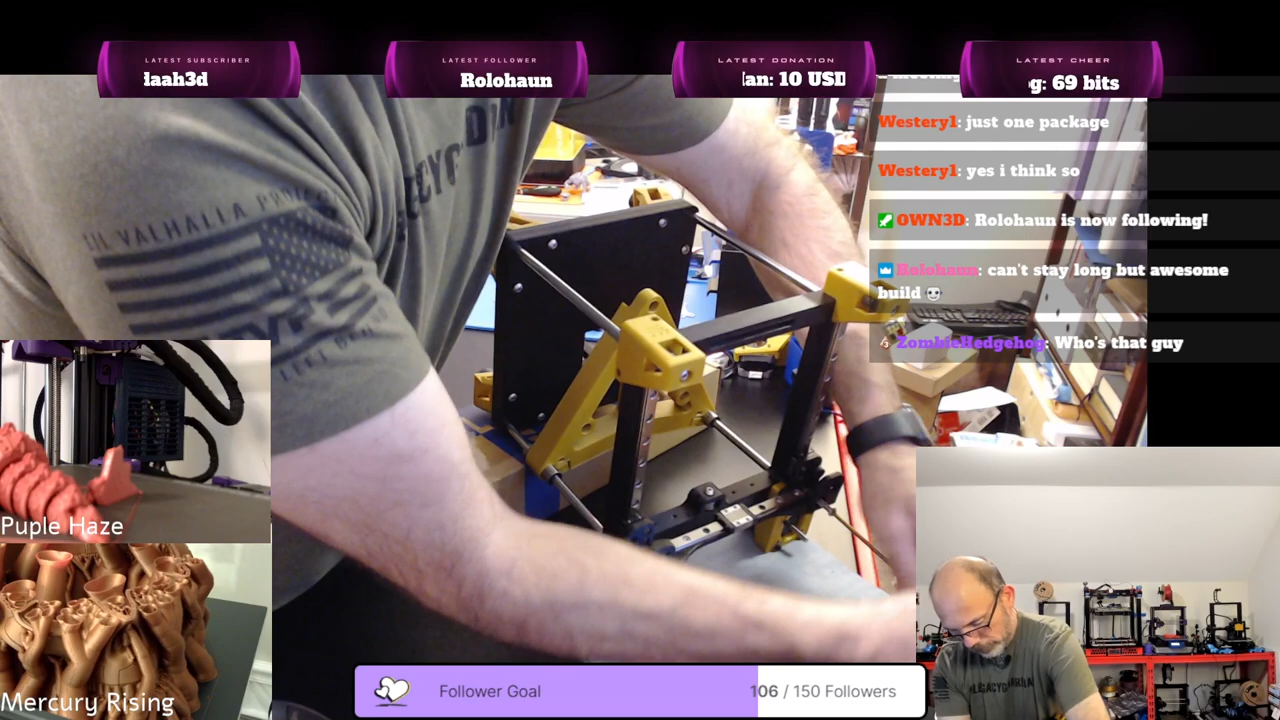 LATEST SUBSCRIBER
laah3d
LATEST FOLLOWER
Rolohaun
LATEST DONATION
lan: 10 USD
LATEST CHEER
g: 69 bits
Westery1: just one package
Westery1: yes i think so
OWN3D: Rolohaun is now following!
Rolohaun: can't stay long but awesome
build
ZombieHedgehog: Who's that guy
VALHALLA
Puple Haze
Mercury Rising
Follower Goal
106 / 150 Followers